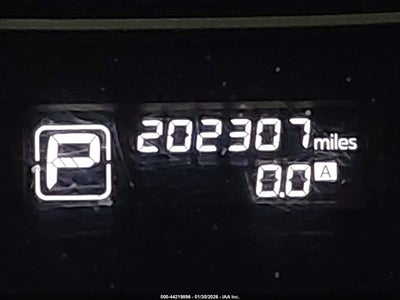 P
202307 miles
0.0 A
000-44219896 - 01/30/2026 - IAA Inc.